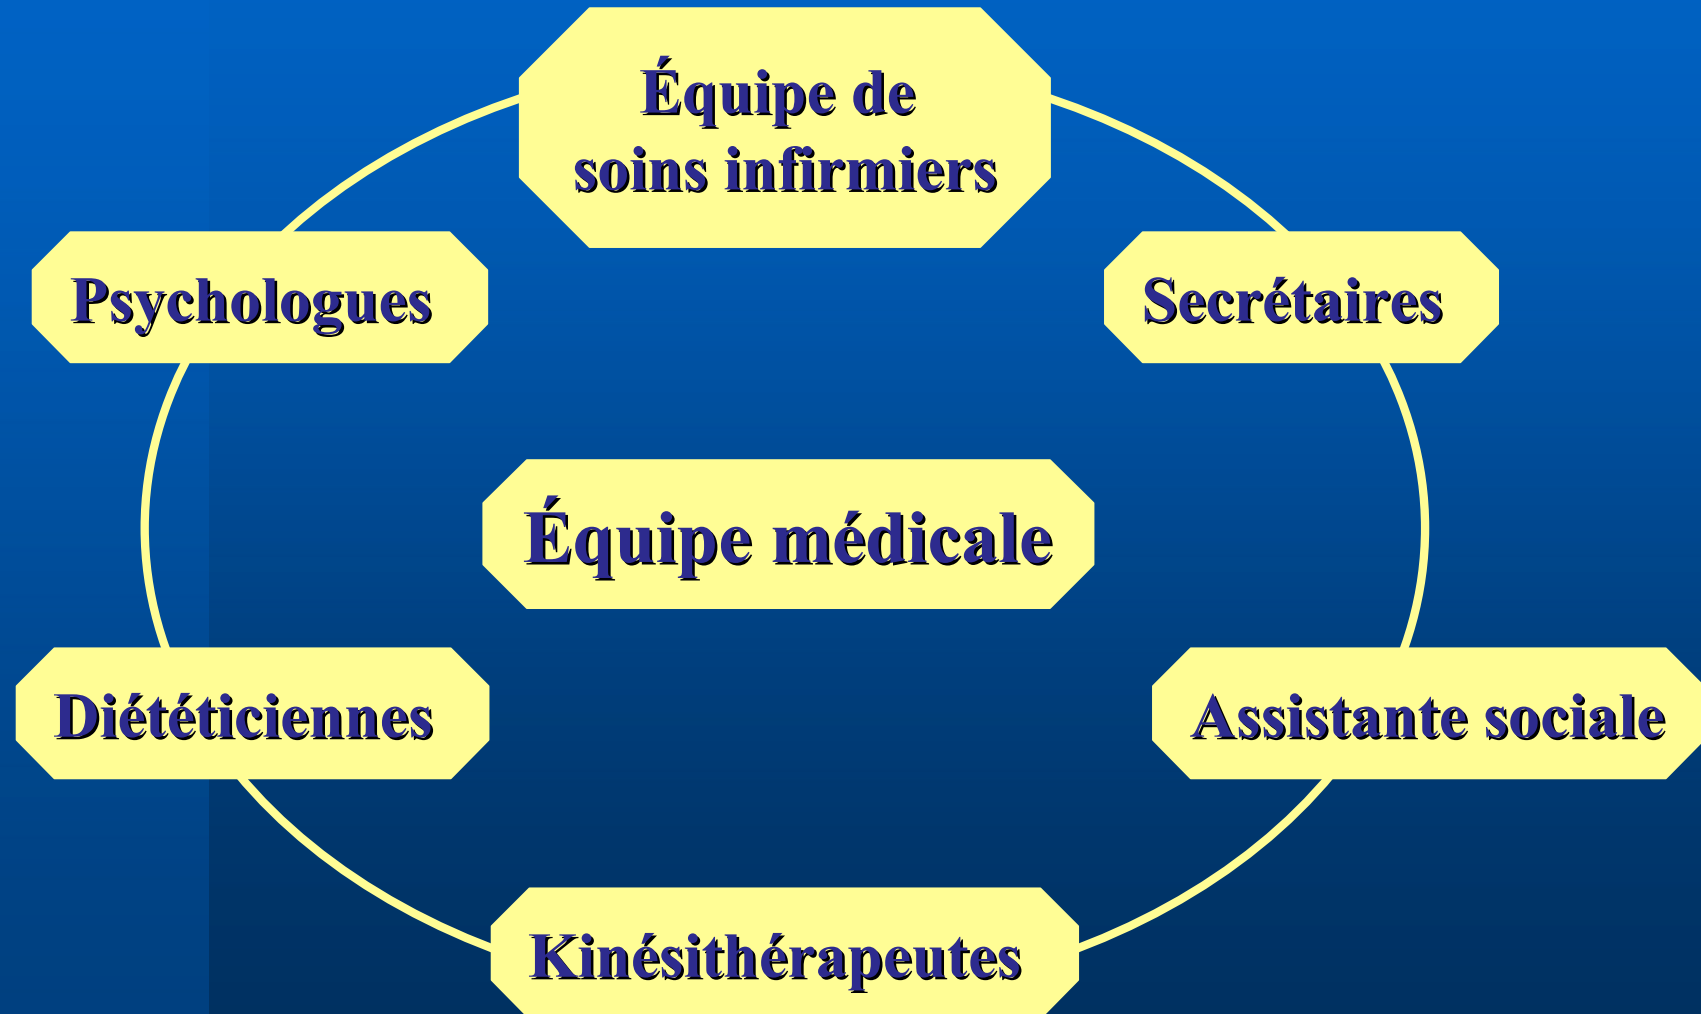 Équipe de
soins infirmiers
Psychologues
Secrétaires
Équipe médicale
Diététiciennes
Assistante sociale
Kinésithérapeutes